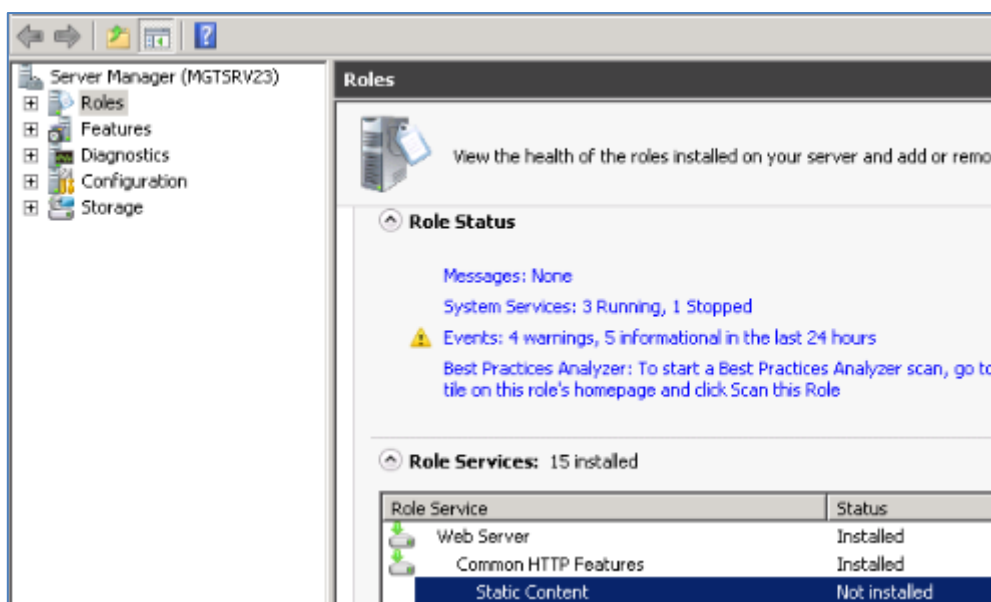 Server Manager (MGTSRV23)
Roles
Features
Diagnostics
Configuration
Storage
Roles
View the health of the roles installed on your server and add or remo
Role Status
Messages: None
System Services: 3 Running, 1 Stopped
Events: 4 warnings, 5 informational in the last 24 hours
Best Practices Analyzer: To start a Best Practices Analyzer scan, go to
tile on this role's homepage and click Scan this Role
Role Services: 15 installed
Role Service Status
Web Server Installed
Common HTTP Features Installed
Static Content Not installed